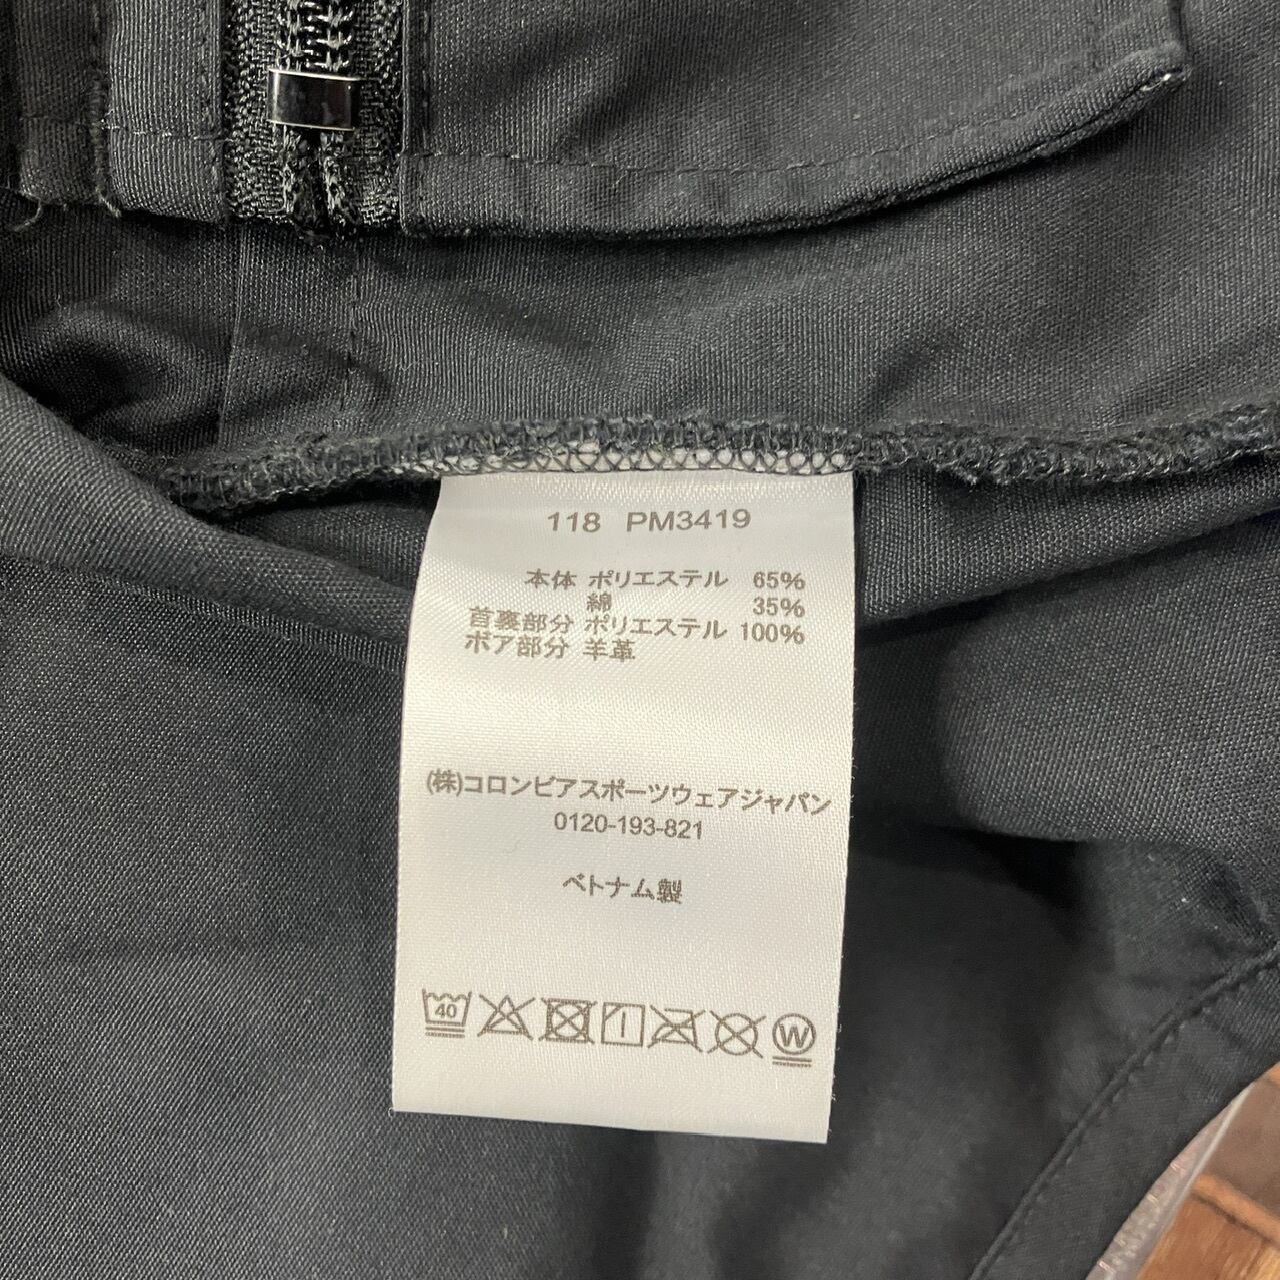 118 PM3419
本体 ポリエステル 65%
綿 35%
首裏部分 ポリエステル 100%
ボア部分 羊革
(株)コロンビアスポーツウェアジャパン
0120-193-821
ベトナム製
40 W